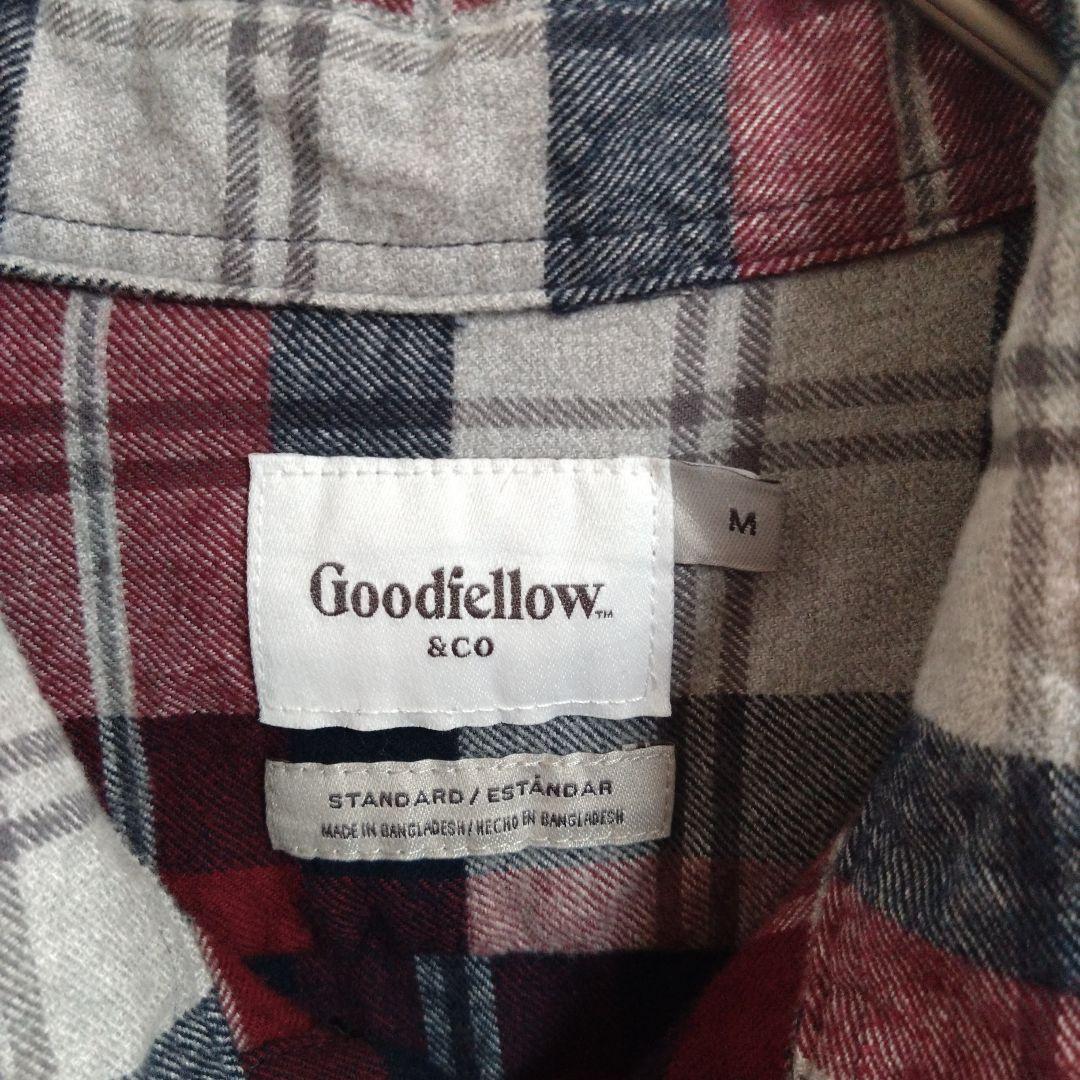 Goodfellow™
&CO
M
STANDARD/ESTÁNDAR
MADE IN BANGLADESH/HECHO EN BANGLADESH